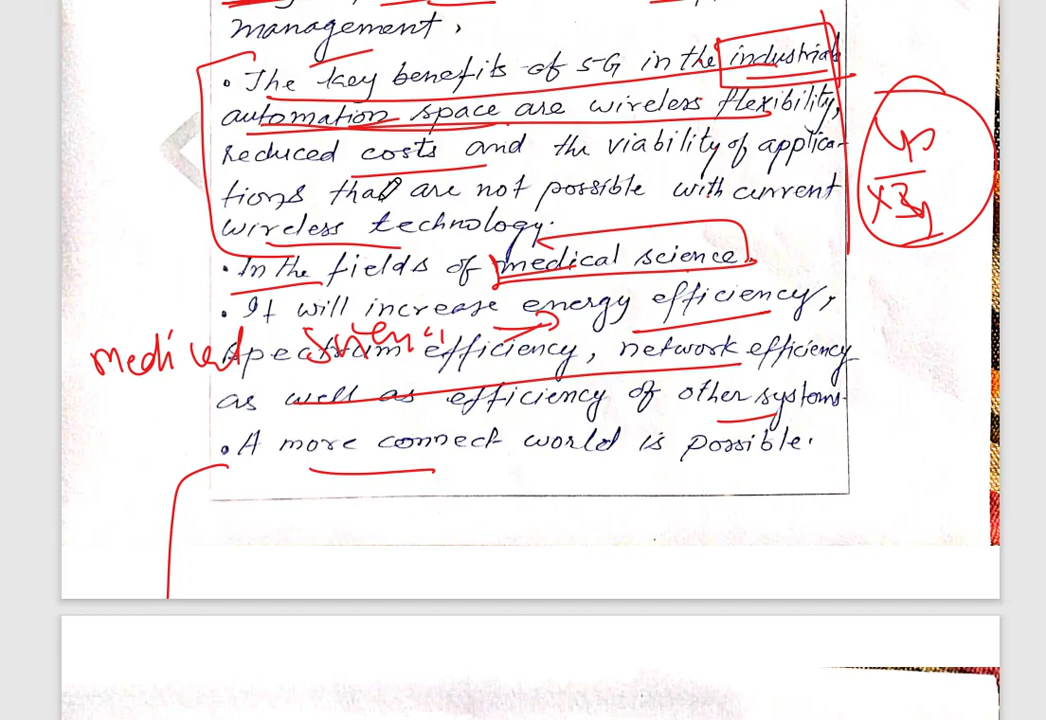 management,
• The key benefits of 5-G in the industrial
automation space are wireless flexibility,
Reduced costs and the viability of applica-
tions that are not possible with current
wireless technology.
• In the fields of medical science.
• It will increase energy efficiency,
Medical
spectrum efficiency, network efficiency
as well as efficiency of other systems.
• A more connect world is possible.